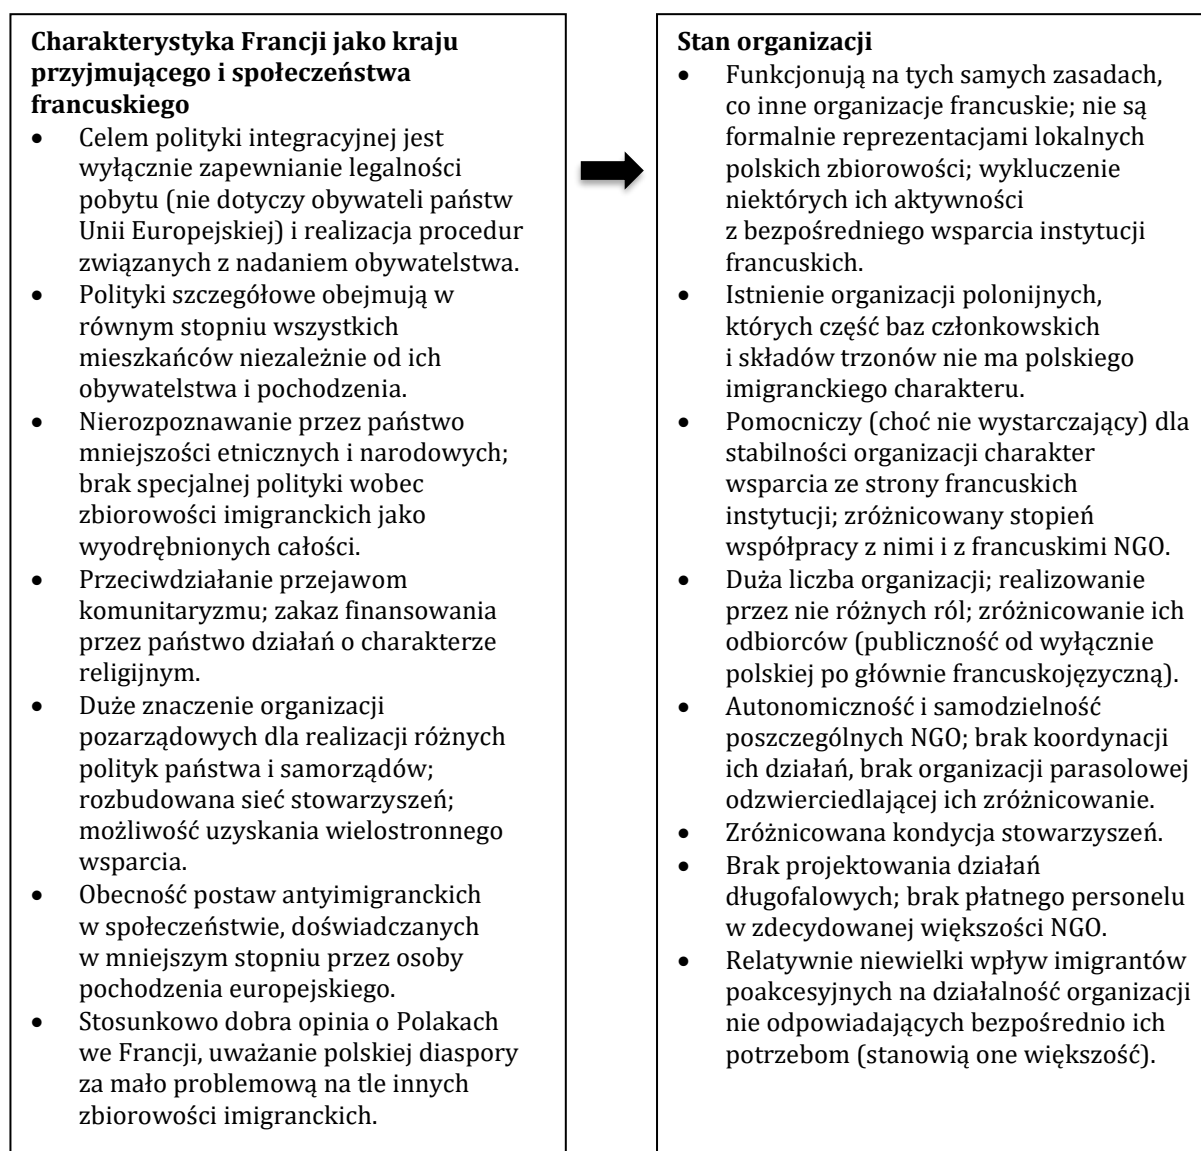 Charakterystyka Francji jako kraju
przyjmującego i społeczeństwa
francuskiego
• Celem polityki integracyjnej jest
wyłącznie zapewnianie legalności
pobytu (nie dotyczy obywateli państw
Unii Europejskiej) i realizacja procedur
związanych z nadaniem obywatelstwa.
• Polityki szczegółowe obejmują w
równym stopniu wszystkich
mieszkańców niezależnie od ich
obywatelstwa i pochodzenia.
• Nierozpoznawanie przez państwo
mniejszości etnicznych i narodowych;
brak specjalnej polityki wobec
zbiorowości imigranckich jako
wyodrębnionych całości.
• Przeciwdziałanie przejawom
komunitaryzmu; zakaz finansowania
przez państwo działań o charakterze
religijnym.
• Duże znaczenie organizacji
pozarządowych dla realizacji różnych
polityk państwa i samorządów;
rozbudowana sieć stowarzyszeń;
możliwość uzyskania wielostronnego
wsparcia.
• Obecność postaw antyimigranckich
w społeczeństwie, doświadczanych
w mniejszym stopniu przez osoby
pochodzenia europejskiego.
• Stosunkowo dobra opinia o Polakach
we Francji, uważanie polskiej diaspory
za mało problemową na tle innych
zbiorowości imigranckich.
Stan organizacji
• Funkcjonują na tych samych zasadach,
co inne organizacje francuskie; nie są
formalnie reprezentacjami lokalnych
polskich zbiorowości; wykluczenie
niektórych ich aktywności
z bezpośredniego wsparcia instytucji
francuskich.
• Istnienie organizacji polonijnych,
których część baz członkowskich
i składów trzonów nie ma polskiego
imigranckiego charakteru.
• Pomocniczy (choć nie wystarczający) dla
stabilności organizacji charakter
wsparcia ze strony francuskich
instytucji; zróżnicowany stopień
współpracy z nimi i z francuskimi NGO.
• Duża liczba organizacji; realizowanie
przez nie różnych ról; zróżnicowanie ich
odbiorców (publiczność od wyłącznie
polskiej po głównie francuskojęzyczną).
• Autonomiczność i samodzielność
poszczególnych NGO; brak koordynacji
ich działań, brak organizacji parasolowej
odzwierciedlającej ich zróżnicowanie.
• Zróżnicowana kondycja stowarzyszeń.
• Brak projektowania działań
długofalowych; brak płatnego personelu
w zdecydowanej większości NGO.
• Relatywnie niewielki wpływ imigrantów
poakcesyjnych na działalność organizacji
nie odpowiadających bezpośrednio ich
potrzebom (stanowią one większość).